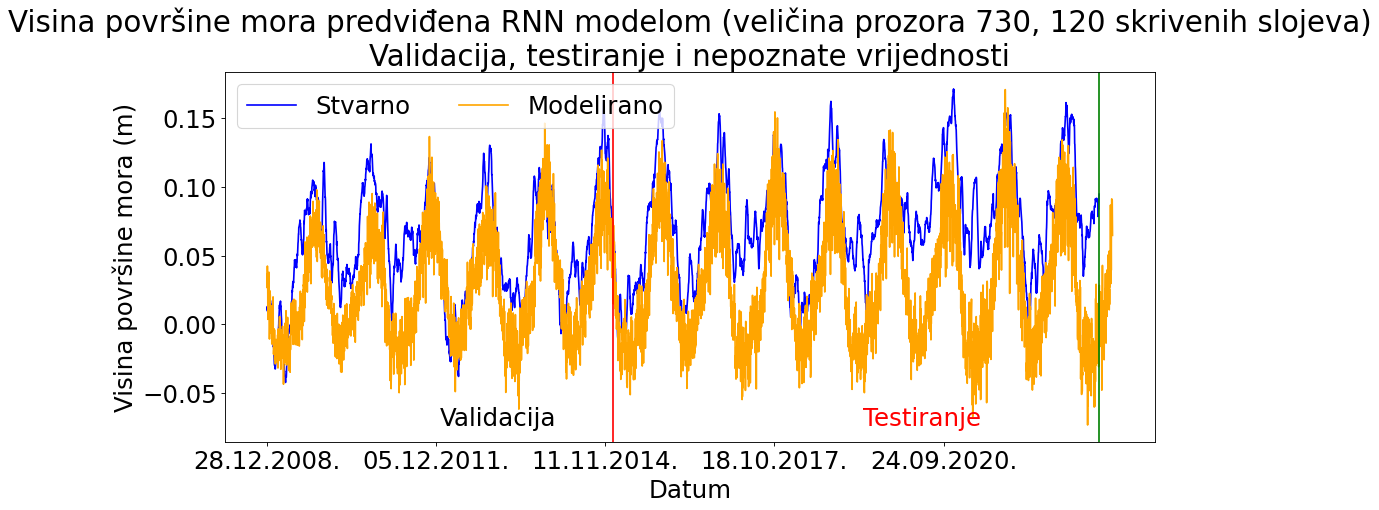 Visina površine mora predviđena RNN modelom (veličina prozora 730, 120 skrivenih slojeva)
Validacija, testiranje i nepoznate vrijednosti
Stvarno Modelirano
Visina površine mora (m)
0.15
0.10
0.05
0.00
−0.05
Validacija Testiranje
28.12.2008. 05.12.2011. 11.11.2014. 18.10.2017. 24.09.2020.
Datum